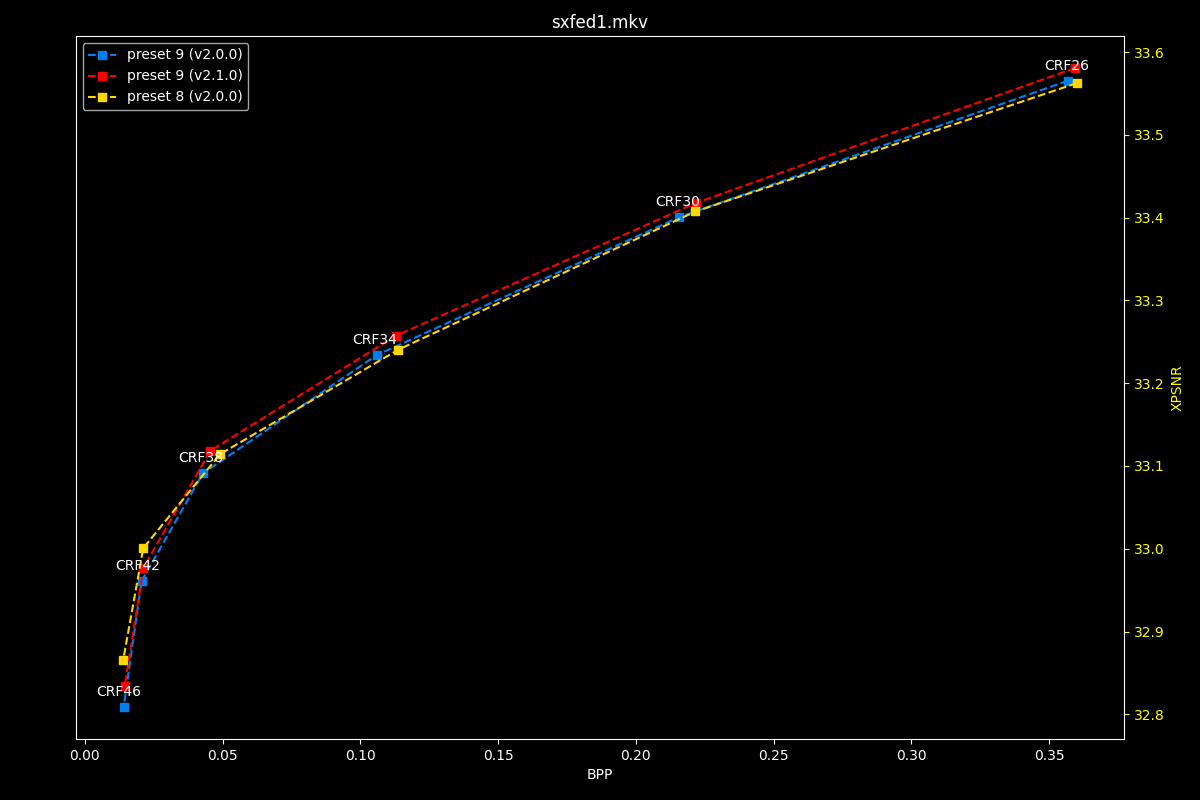 sxfed1.mkv
preset 9 (v2.0.0)
preset 9 (v2.1.0)
preset 8 (v2.0.0)
CRF26
CRF30
CRF34
CRF38
CRF42
CRF46
33.6
33.5
33.4
33.3
33.2
33.1
33.0
32.9
32.8
XPSNR
0.00 0.05 0.10 0.15 0.20 0.25 0.30 0.35
BPP